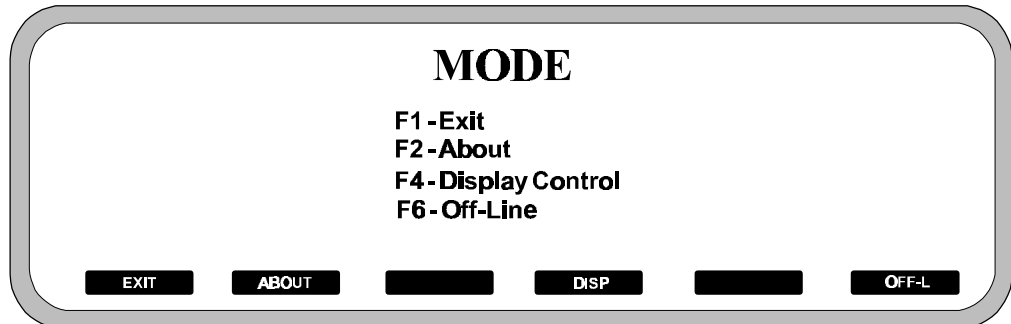 MODE
F1-Exit
F2-About
F4-Display Control
F6-Off-Line
EXIT ABOUT DISP OFF-L